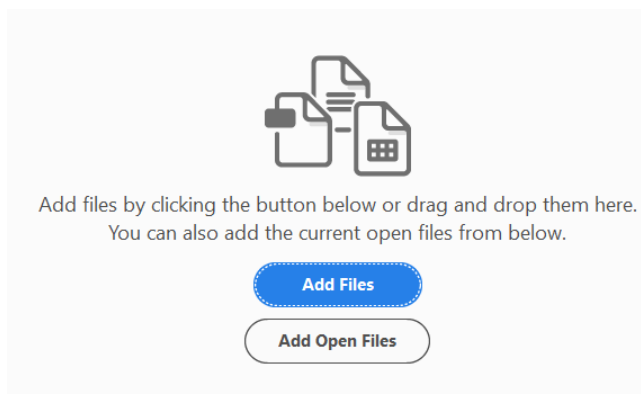 Add files by clicking the button below or drag and drop them here.
You can also add the current open files from below.
Add Files
Add Open Files